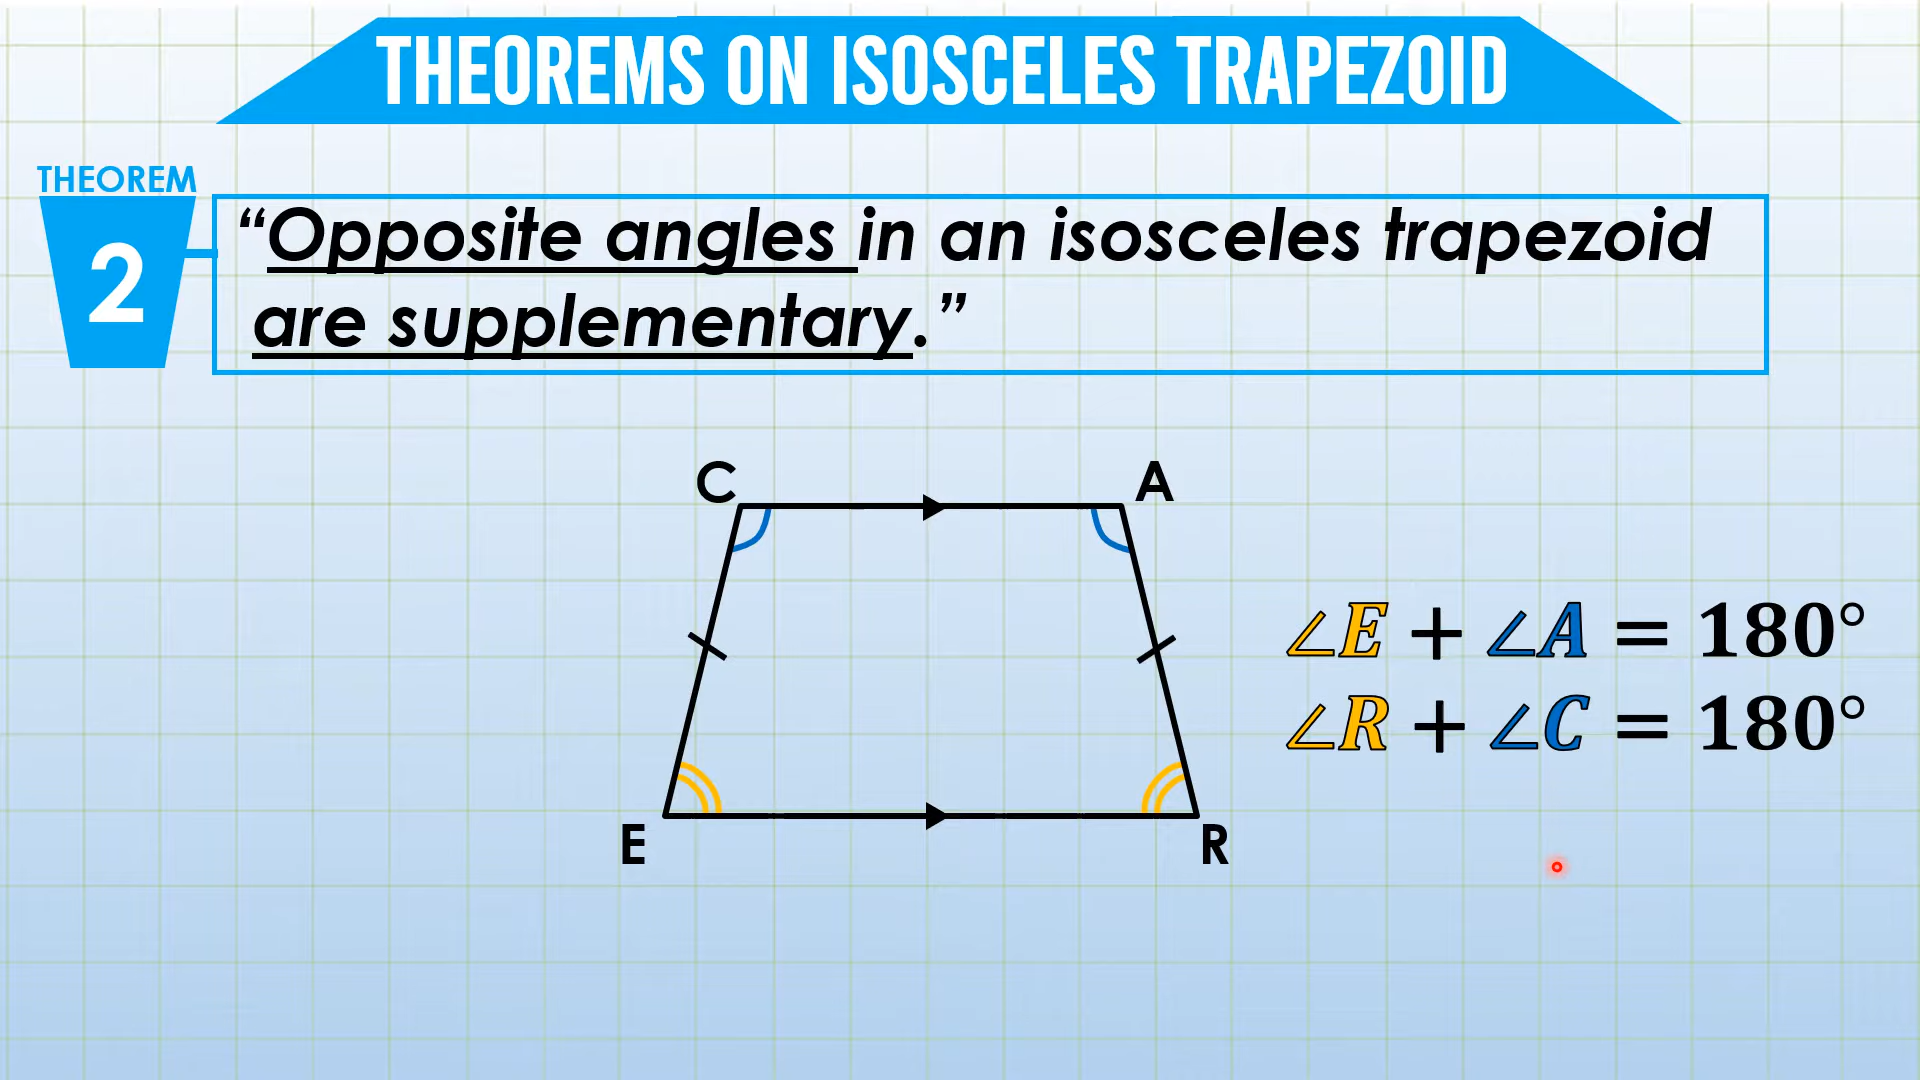 THEOREMS ON ISOSCELES TRAPEZOID
THEOREM
2
“Opposite angles in an isosceles trapezoid
are supplementary.”
C
A
∠E + ∠A = 180°
∠R + ∠C = 180°
E
R